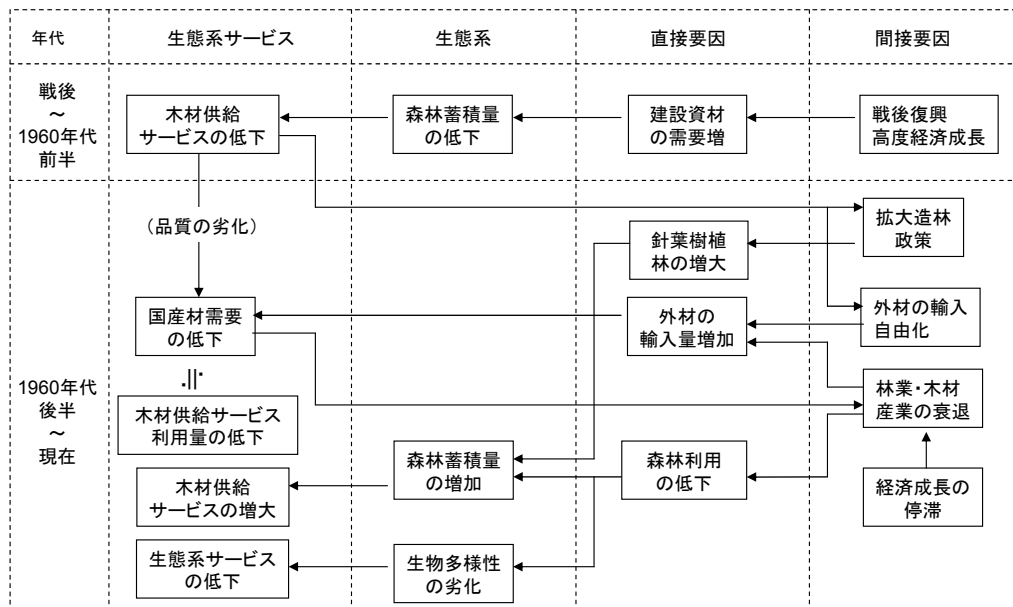 年代
生態系サービス
生態系
直接要因
間接要因
戦後
～
1960年代
前半
木材供給
サービスの低下
森林蓄積量
の低下
建設資材
の需要増
戦後復興
高度経済成長
1960年代
後半
～
現在
（品質の劣化）
拡大造林
政策
針葉樹植
林の増大
国産材需要
の低下
外材の
輸入量増加
外材の輸入
自由化
木材供給サービス
利用量の低下
林業・木材
産業の衰退
木材供給
サービスの増大
森林蓄積量
の増加
森林利用
の低下
経済成長の
停滞
生態系サービス
の低下
生物多様性
の劣化